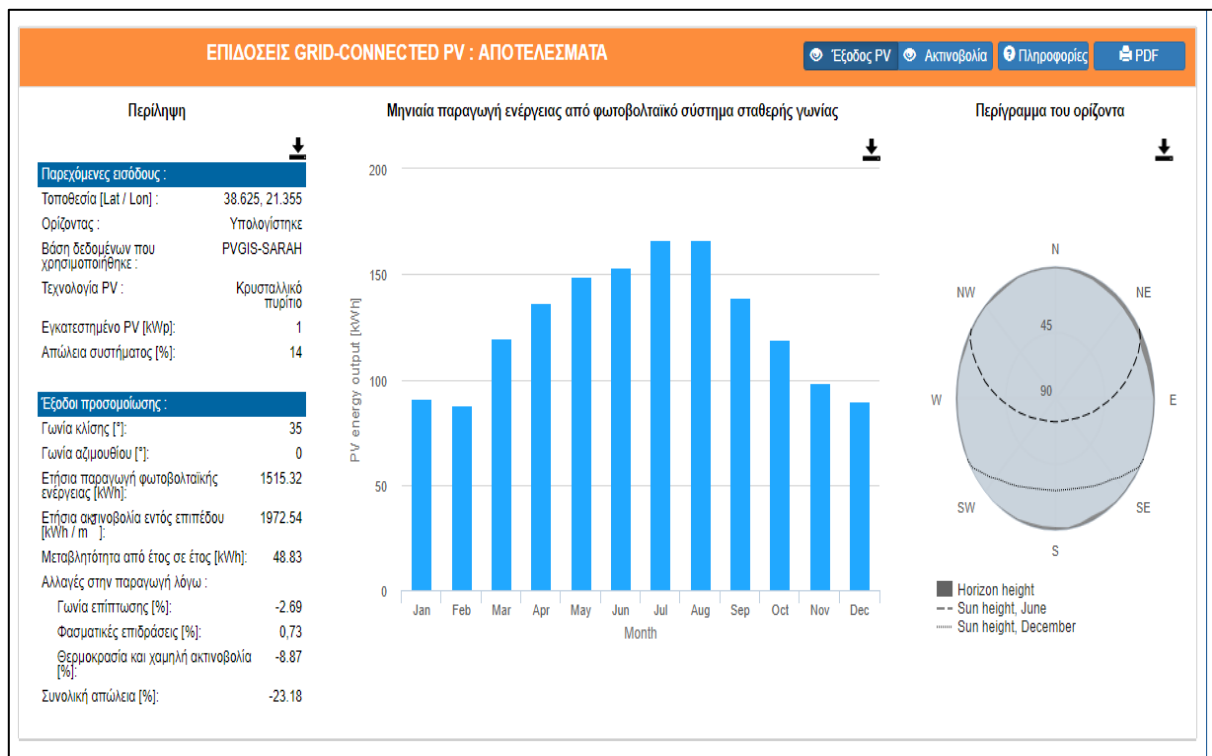 ΕΠΙΔΟΣΕΙΣ GRID-CONNECTED PV : ΑΠΟΤΕΛΕΣΜΑΤΑ
Έξοδος PV
Ακτινοβολία
Πληροφορίες
PDF
Περίληψη
Παρεχόμενες εισόδους :
Τοποθεσία [Lat / Lon] : 38.625, 21.355
Ορίζοντας : Υπολογίστηκε
Βάση δεδομένων που PVGIS-SARAH
χρησιμοποιήθηκε :
Τεχνολογία PV : Κρυσταλλικό
πυρίτιο
Εγκατεστημένο PV [kWp]: 1
Απώλεια συστήματος [%]: 14
Έξοδοι προσομοίωσης :
Γωνία κλίσης [°]: 35
Γωνία αζιμουθίου [°]: 0
Ετήσια παραγωγή φωτοβολταϊκής 1515.32
ενέργειας [kWh]:
Ετήσια ακτινοβολία εντός επιπέδου 1972.54
[kWh / m ]:
Μεταβλητότητα από έτος σε έτος [kWh]: 48.83
Αλλαγές στην παραγωγή λόγω :
Γωνία επίπτωσης [%]: -2.69
Φασματικές επιδράσεις [%]: 0,73
Θερμοκρασία και χαμηλή ακτινοβολία -8.87
[%]:
Συνολική απώλεια [%]: -23.18
Μηνιαία παραγωγή ενέργειας από φωτοβολταϊκό σύστημα σταθερής γωνίας
PV energy output [kWh]
200
150
100
50
0
Jan Feb Mar Apr May Jun Jul Aug Sep Oct Nov Dec
Month
Περίγραμμα του ορίζοντα
N
NW NE
45
90
W E
SW SE
S
Horizon height
Sun height, June
Sun height, December